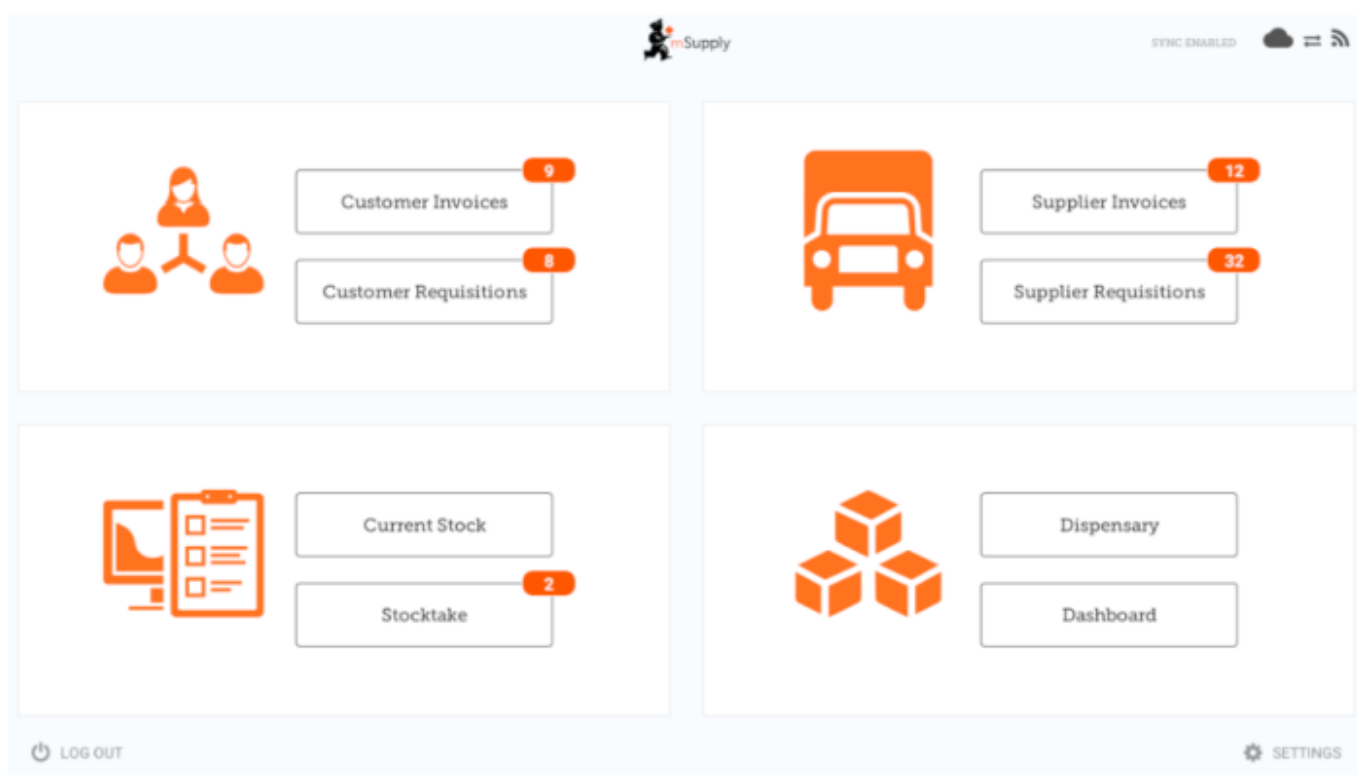 mSupply
SYNC ENABLED
9
Customer Invoices
8
Customer Requisitions
12
Supplier Invoices
32
Supplier Requisitions
Current Stock
2
Stocktake
Dispensary
Dashboard
LOG OUT
SETTINGS